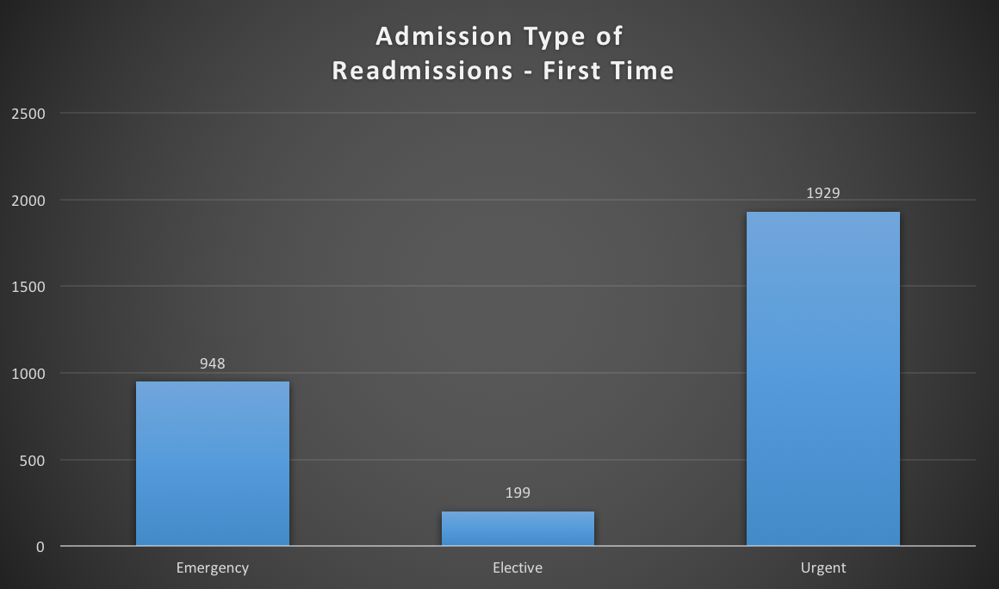 Admission Type of
Readmissions - First Time
2500
2000
1500
1000
500
0
948
199
1929
Emergency
Elective
Urgent